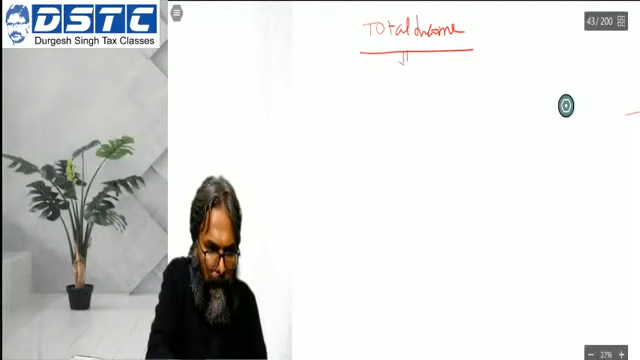 DSTC
Durgesh Singh Tax Classes
Total Income
43 / 200
27%